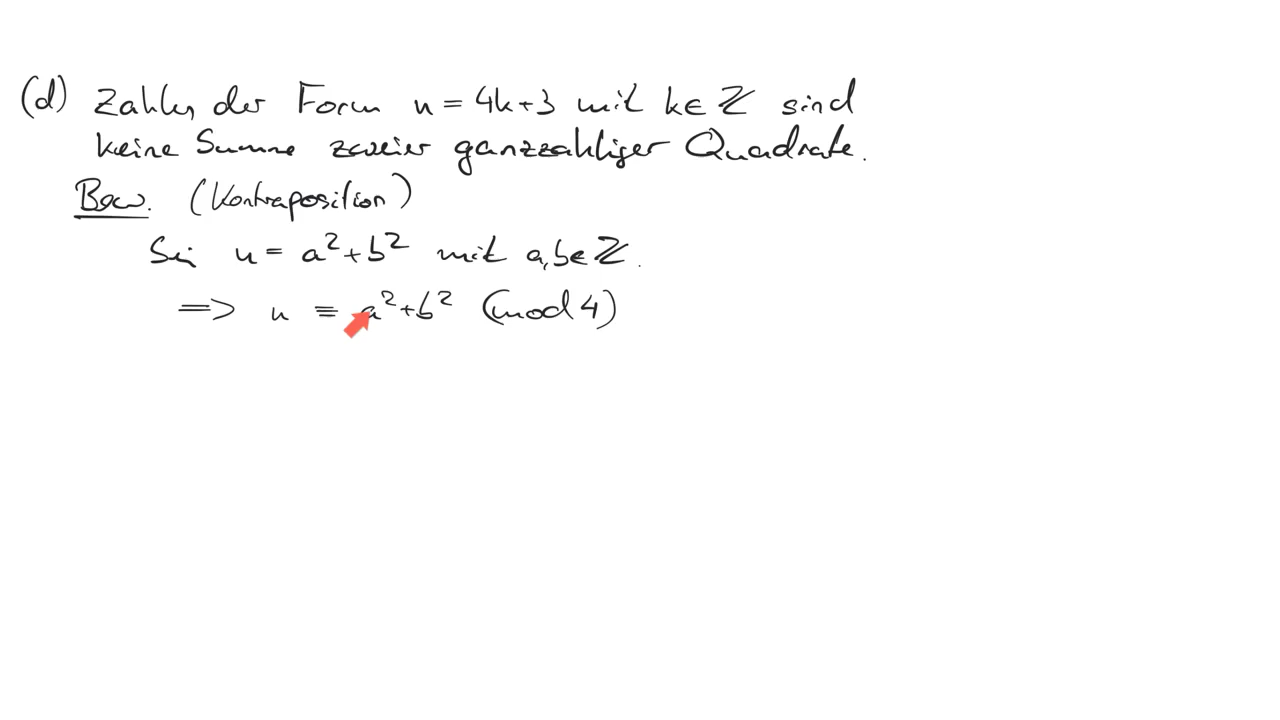 (d) Zahlen der Form n = 4k+3 mit k∈ℤ sind
keine Summe zweier ganzzahliger Quadrate.
Bew. (Kontraposition)
Sei n = a²+b² mit a,b∈ℤ.
⇒ n ≡ a²+b² (mod 4)